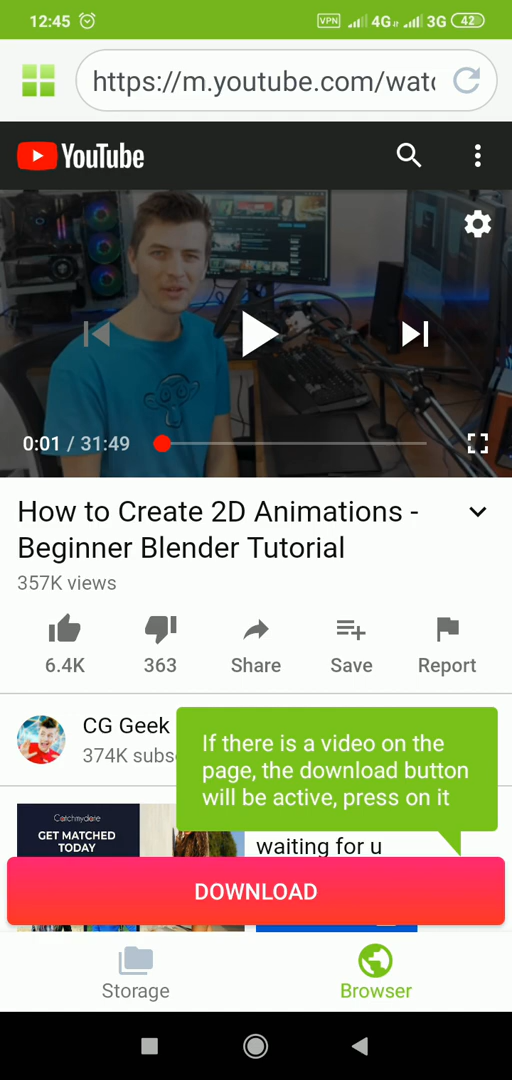 12:45
VPN 4G 3G 42
https://m.youtube.com/watc
YouTube
0:01 / 31:49
How to Create 2D Animations -
Beginner Blender Tutorial
357K views
6.4K 363 Share Save Report
CG Geek
374K subs
If there is a video on the
page, the download button
will be active, press on it
Catchmydate
GET MATCHED
TODAY
waiting for u
DOWNLOAD
Storage Browser